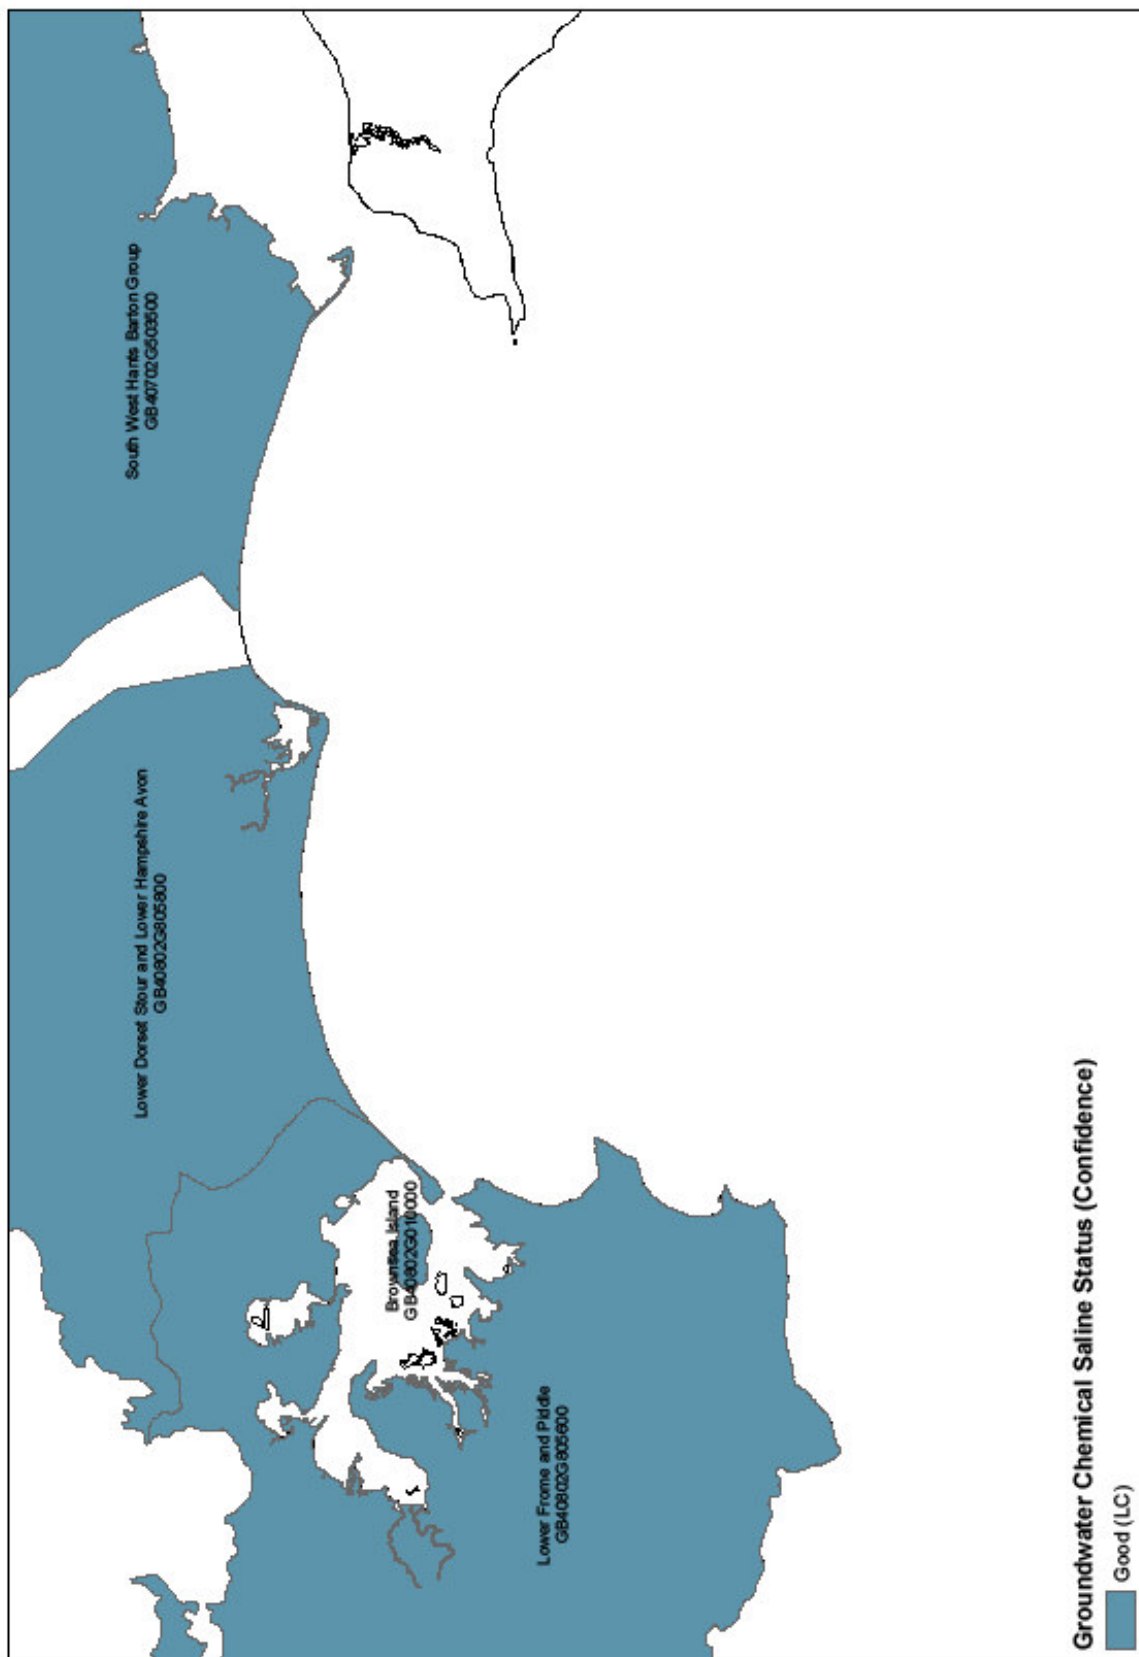 South West Hants Barton Group
GB40702G503500
Lower Dorset Stour and Lower Hampshire Avon
GB40802G805800
Brownsea Island
GB40802G010000
Lower Frome and Piddle
GB40802G805600
Groundwater Chemical Saline Status (Confidence)
Good (LC)